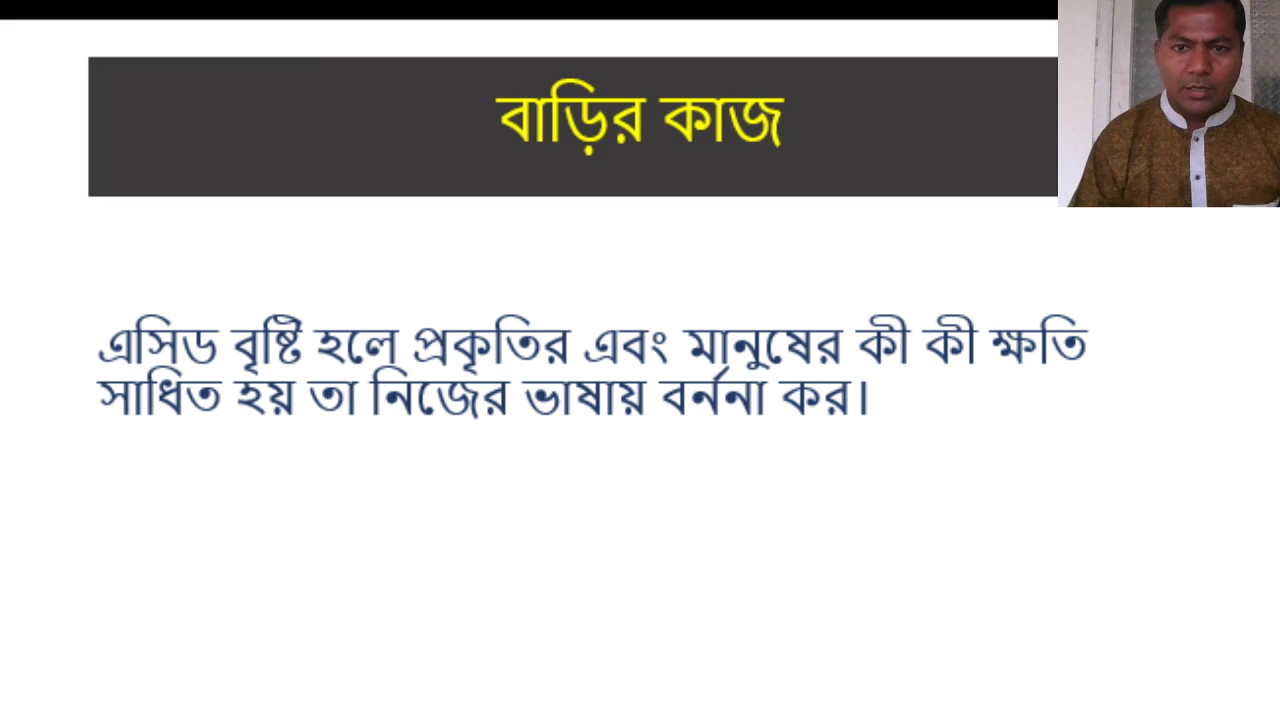 বাড়ির কাজ
এসিড বৃষ্টি হলে প্রকৃতির এবং মানুষের কী কী ক্ষতি
সাধিত হয় তা নিজের ভাষায় বর্ননা কর।